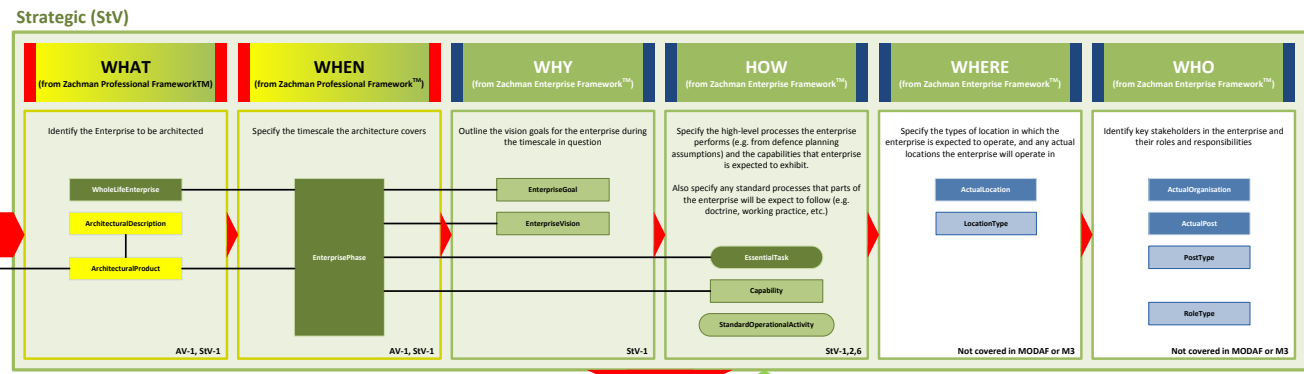 Strategic (StV)
WHAT
(from Zachman Professional FrameworkTM)
WHEN
(from Zachman Professional Framework™)
WHY
(from Zachman Enterprise Framework™)
HOW
(from Zachman Enterprise Framework™)
WHERE
(from Zachman Enterprise Framework™)
WHO
(from Zachman Enterprise Framework™)
Identify the Enterprise to be architected
WholeLifeEnterprise
ArchitecturalDescription
ArchitecturalProduct
AV-1, StV-1
Specify the timescale the architecture covers
EnterprisePhase
AV-1, StV-1
Outline the vision goals for the enterprise during
the timescale in question
EnterpriseGoal
EnterpriseVision
StV-1
Specify the high-level processes the enterprise
performs (e.g. from defence planning
assumptions) and the capabilities that enterprise
is expected to exhibit.
Also specify any standard processes that parts of
the enterprise will be expect to follow (e.g.
doctrine, working practice, etc.)
EssentialTask
Capability
StandardOperationalActivity
StV-1,2,6
Specify the types of location in which the
enterprise is expected to operate, and any actual
locations the enterprise will operate in
ActualLocation
LocationType
Not covered in MODAF or M3
Identify key stakeholders in the enterprise and
their roles and responsibilities
ActualOrganisation
ActualPost
PostType
RoleType
Not covered in MODAF or M3